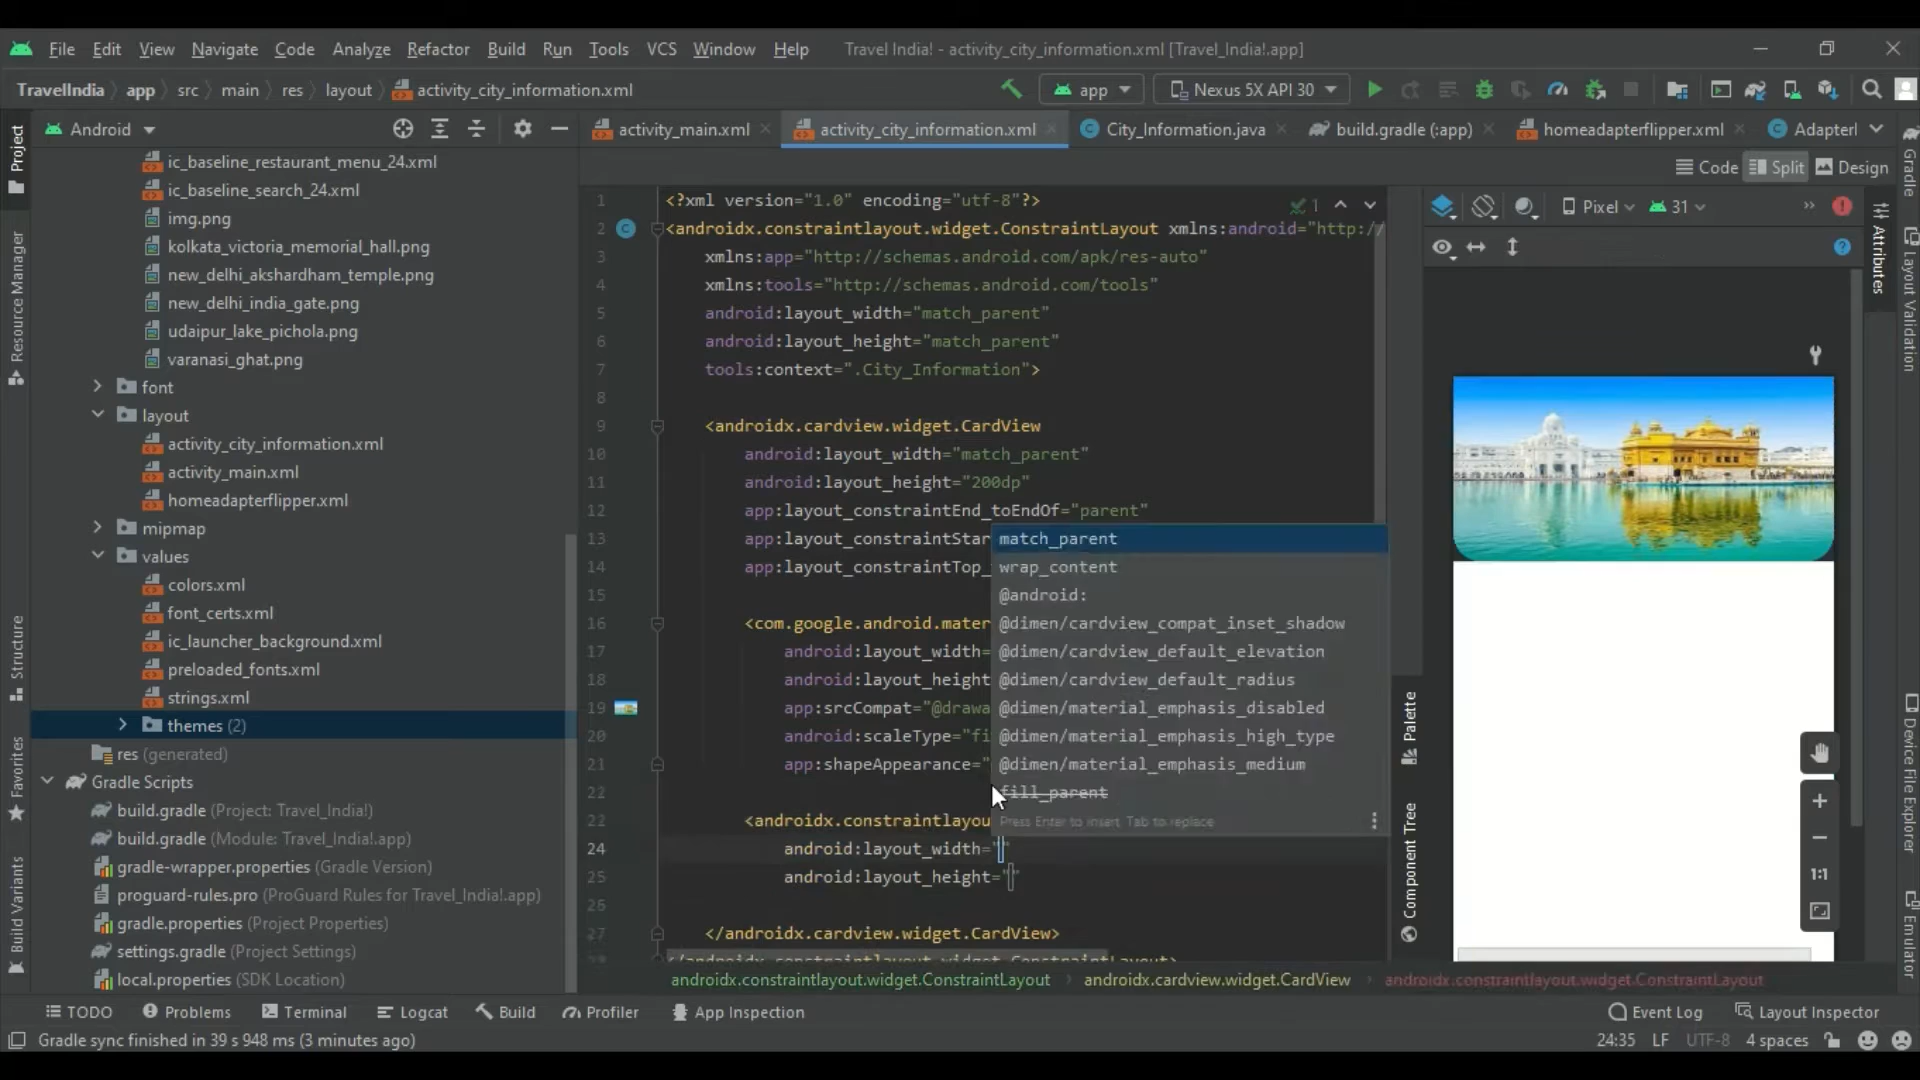 File Edit View Navigate Code Analyze Refactor Build Run Tools VCS Window Help Travel India! - activity_city_information.xml [Travel_India!.app]
TravelIndia app src main res layout activity_city_information.xml app Nexus 5X API 30
Project
Android
activity_main.xml activity_city_information.xml City_Information.java build.gradle (:app) homeadapterflipper.xml Adapterl
Code Split Design
Resource Manager
Structure
Favorites
Build Variants
ic_baseline_restaurant_menu_24.xml
ic_baseline_search_24.xml
img.png
kolkata_victoria_memorial_hall.png
new_delhi_akshardham_temple.png
new_delhi_india_gate.png
udaipur_lake_pichola.png
varanasi_ghat.png
font
layout
activity_city_information.xml
activity_main.xml
homeadapterflipper.xml
mipmap
values
colors.xml
font_certs.xml
ic_launcher_background.xml
preloaded_fonts.xml
strings.xml
themes (2)
res (generated)
Gradle Scripts
build.gradle (Project: Travel_India!)
build.gradle (Module: Travel_India!.app)
gradle-wrapper.properties (Gradle Version)
proguard-rules.pro (ProGuard Rules for Travel_India!.app)
gradle.properties (Project Properties)
settings.gradle (Project Settings)
local.properties (SDK Location)
1 <?xml version="1.0" encoding="utf-8"?> 1
2 <androidx.constraintlayout.widget.ConstraintLayout xmlns:android="http:/
3 xmlns:app="http://schemas.android.com/apk/res-auto"
4 xmlns:tools="http://schemas.android.com/tools"
5 android:layout_width="match_parent"
6 android:layout_height="match_parent"
7 tools:context=".City_Information">
8
9 <androidx.cardview.widget.CardView
10 android:layout_width="match_parent"
11 android:layout_height="200dp"
12 app:layout_constraintEnd_toEndOf="parent"
13 app:layout_constraintStar
14 app:layout_constraintTop_
15
16 <com.google.android.mater
17 android:layout_width=
18 android:layout_height
19 app:srcCompat="@drawa
20 android:scaleType="fi
21 app:shapeAppearance="
22
22 <androidx.constraintlayou
24 android:layout_width=""
25 android:layout_height=""
26
27 </androidx.cardview.widget.CardView>
28 </androidx.constraintlayout.widget.ConstraintLayout>
match_parent
wrap_content
@android:
@dimen/cardview_compat_inset_shadow
@dimen/cardview_default_elevation
@dimen/cardview_default_radius
@dimen/material_emphasis_disabled
@dimen/material_emphasis_high_type
@dimen/material_emphasis_medium
fill_parent
Press Enter to insert, Tab to replace
androidx.constraintlayout.widget.ConstraintLayout androidx.cardview.widget.CardView androidx.constraintlayout.widget.ConstraintLayout
Pixel 31
Palette
Component Tree
1:1
Gradle
Attributes
Layout Validation
Device File Explorer
Emulator
TODO Problems Terminal Logcat Build Profiler App Inspection Event Log Layout Inspector
Gradle sync finished in 39 s 948 ms (3 minutes ago) 24:35 LF UTF-8 4 spaces